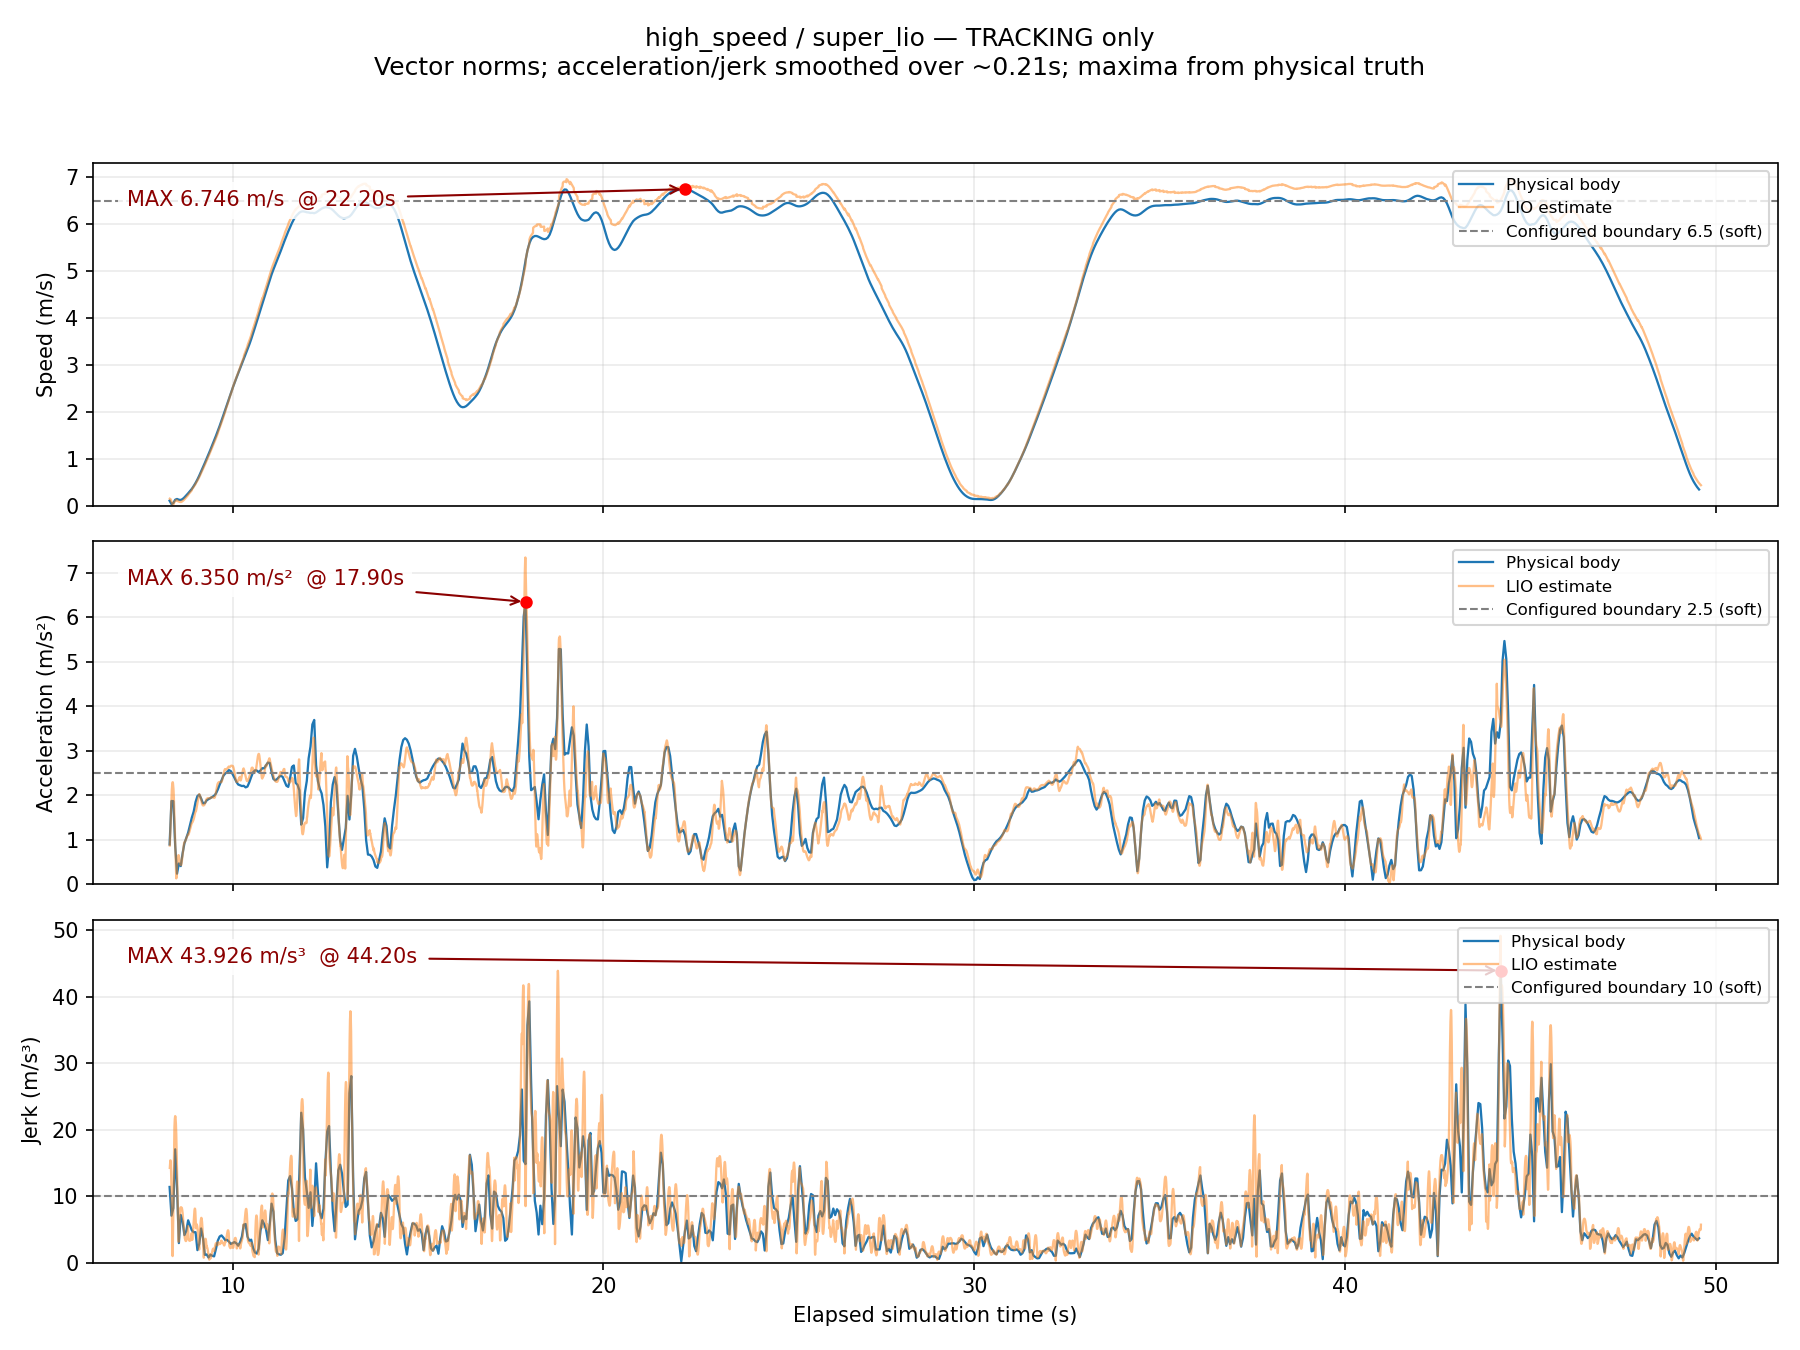 high_speed / super_lio — TRACKING only
Vector norms; acceleration/jerk smoothed over ~0.21s; maxima from physical truth
7
6
5
4
3
2
1
0
Speed (m/s)
MAX 6.746 m/s @ 22.20s
Physical body
LIO estimate
Configured boundary 6.5 (soft)
7
6
5
4
3
2
1
0
Acceleration (m/s²)
MAX 6.350 m/s² @ 17.90s
Physical body
LIO estimate
Configured boundary 2.5 (soft)
50
40
30
20
10
0
Jerk (m/s³)
MAX 43.926 m/s³ @ 44.20s
Physical body
LIO estimate
Configured boundary 10 (soft)
10 20 30 40 50
Elapsed simulation time (s)